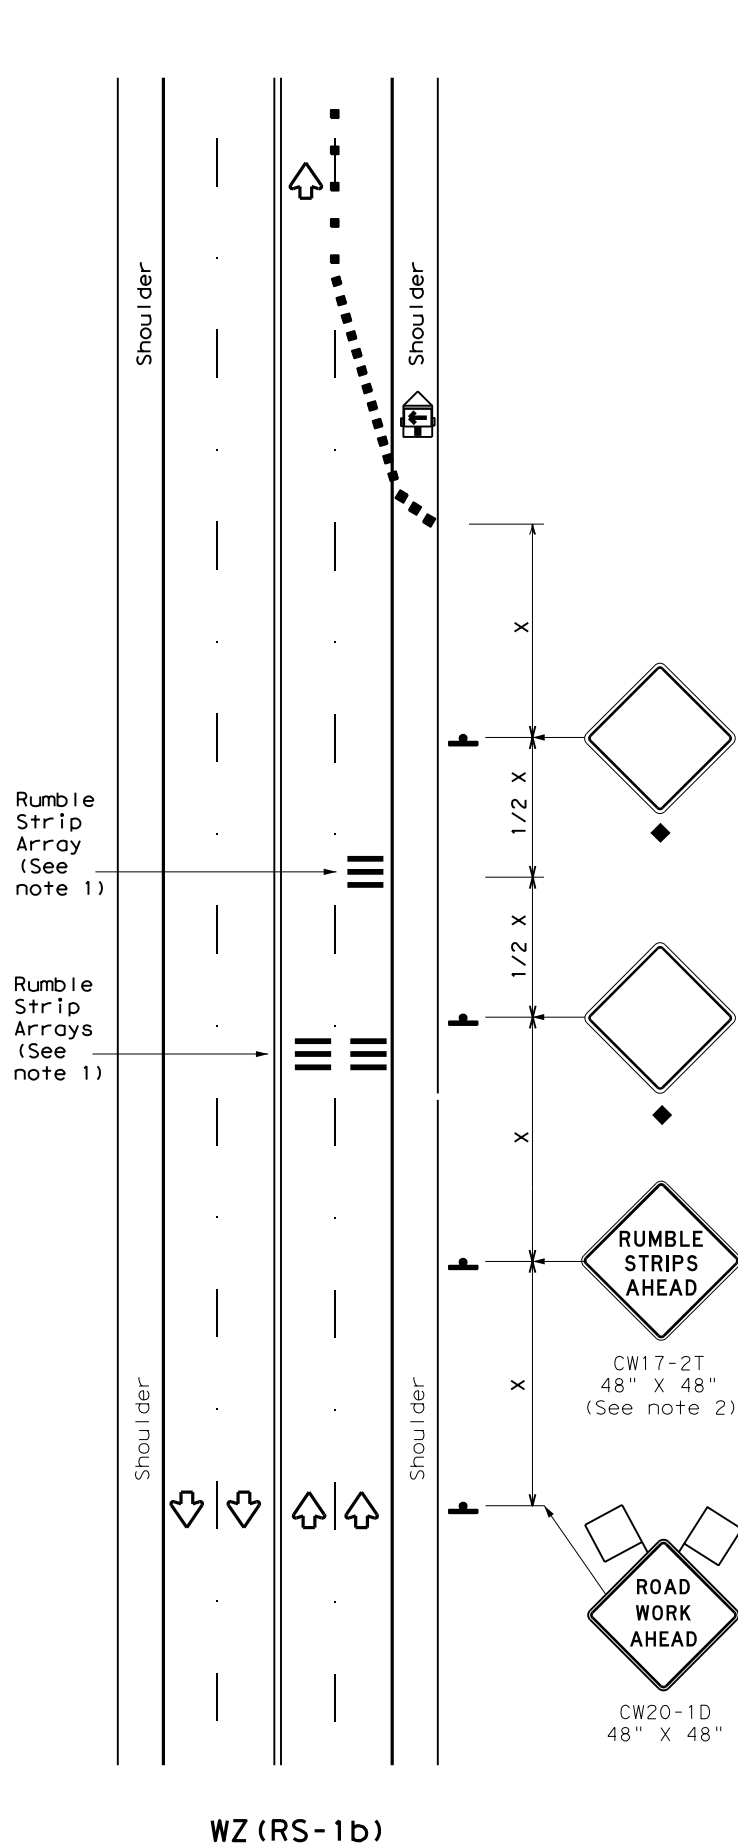 Shoulder
Shoulder
X
1/2 X
Rumble
Strip
Array
(See
note 1)
1/2 X
Rumble
Strip
Arrays
(See
note 1)
X
RUMBLE
STRIPS
AHEAD
CW17-2T
48" X 48"
(See note 2)
X
Shoulder
Shoulder
ROAD
WORK
AHEAD
CW20-1D
48" X 48"
WZ(RS-1b)